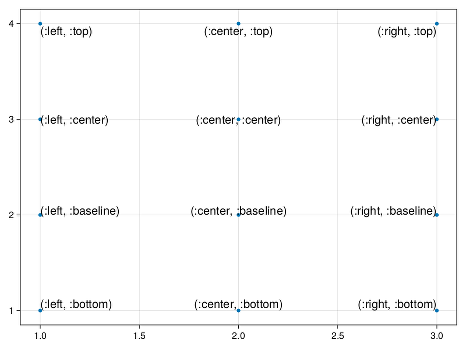 4
(:left, :top) (:center, :top) (:right, :top)
3
(:left, :center) (:center, :center) (:right, :center)
2
(:left, :baseline) (:center, :baseline) (:right, :baseline)
1
(:left, :bottom) (:center, :bottom) (:right, :bottom)
1.0 1.5 2.0 2.5 3.0